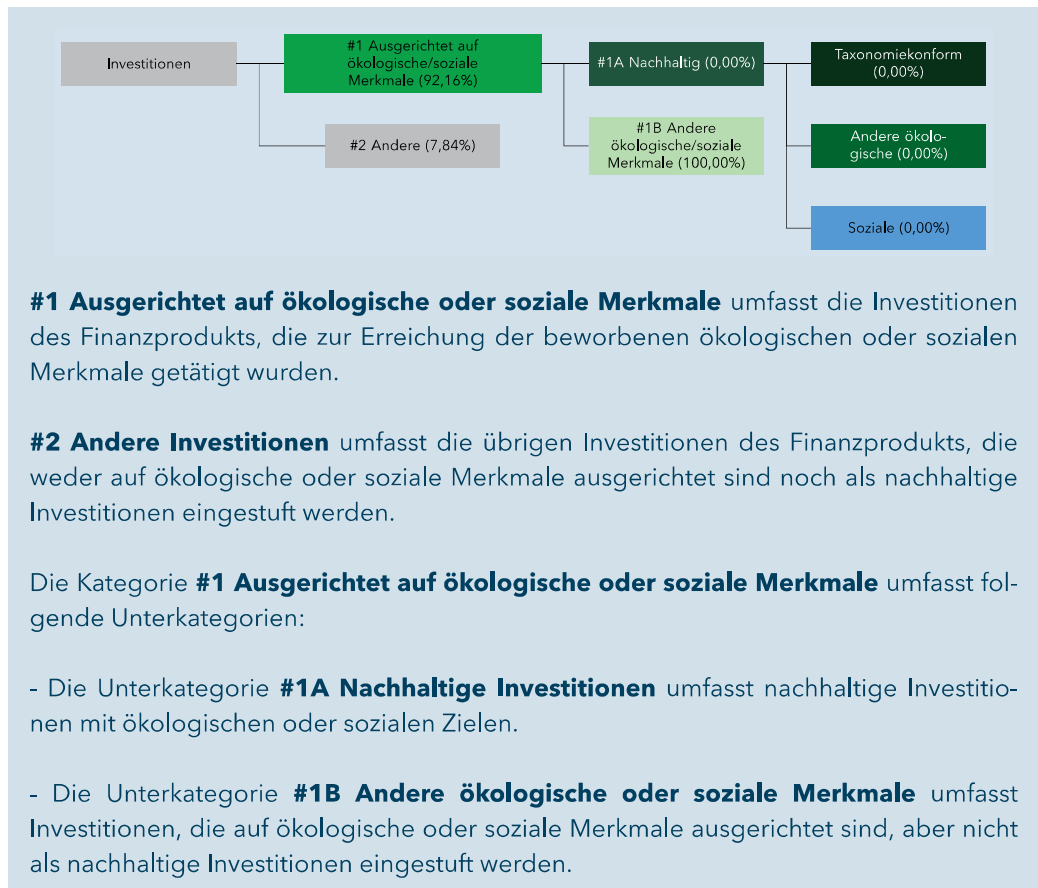 Investitionen
#1 Ausgerichtet auf
ökologische/soziale
Merkmale (92,16%)
#1A Nachhaltig (0,00%)
Taxonomiekonform
(0,00%)
#2 Andere (7,84%)
#1B Andere
ökologische/soziale
Merkmale (100,00%)
Andere ökolo-
gische (0,00%)
Soziale (0,00%)
#1 Ausgerichtet auf ökologische oder soziale Merkmale umfasst die Investitionen
des Finanzprodukts, die zur Erreichung der beworbenen ökologischen oder sozialen
Merkmale getätigt wurden.
#2 Andere Investitionen umfasst die übrigen Investitionen des Finanzprodukts, die
weder auf ökologische oder soziale Merkmale ausgerichtet sind noch als nachhaltige
Investitionen eingestuft werden.
Die Kategorie #1 Ausgerichtet auf ökologische oder soziale Merkmale umfasst fol-
gende Unterkategorien:
- Die Unterkategorie #1A Nachhaltige Investitionen umfasst nachhaltige Investitio-
nen mit ökologischen oder sozialen Zielen.
- Die Unterkategorie #1B Andere ökologische oder soziale Merkmale umfasst
Investitionen, die auf ökologische oder soziale Merkmale ausgerichtet sind, aber nicht
als nachhaltige Investitionen eingestuft werden.